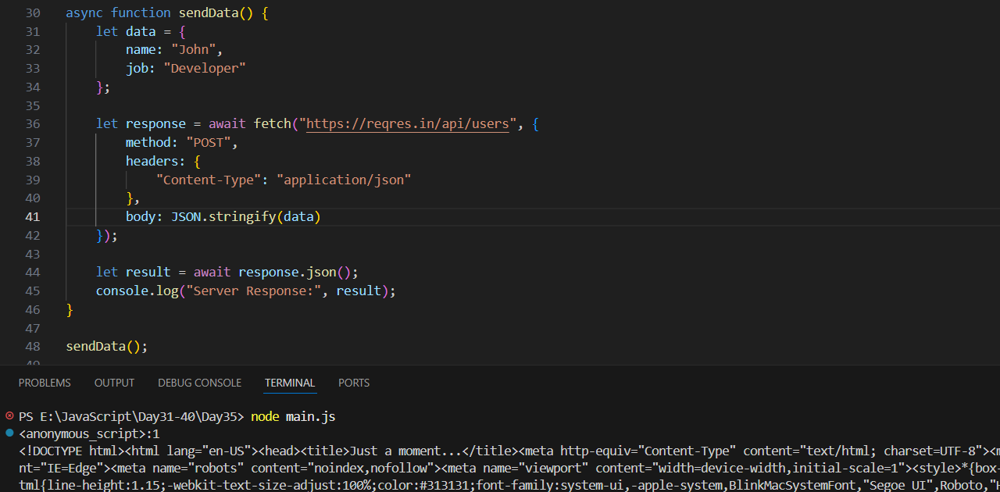 30 async function sendData() {
31 let data = {
32 name: "John",
33 job: "Developer"
34 };
35
36 let response = await fetch("https://reqres.in/api/users", {
37 method: "POST",
38 headers: {
39 "Content-Type": "application/json"
40 },
41 body: JSON.stringify(data)
42 });
43
44 let result = await response.json();
45 console.log("Server Response:", result);
46 }
47
48 sendData();
49
PROBLEMS OUTPUT DEBUG CONSOLE TERMINAL PORTS
PS E:\JavaScript\Day31-40\Day35> node main.js
<anonymous_script>:1
<!DOCTYPE html><html lang="en-US"><head><title>Just a moment...</title><meta http-equiv="Content-Type" content="text/html; charset=UTF-8"><m
nt="IE=Edge"><meta name="robots" content="noindex,nofollow"><meta name="viewport" content="width=device-width,initial-scale=1"><style>*{box-
tml{line-height:1.15;-webkit-text-size-adjust:100%;color:#313131;font-family:system-ui,-apple-system,BlinkMacSystemFont,"Segoe UI",Roboto,"H